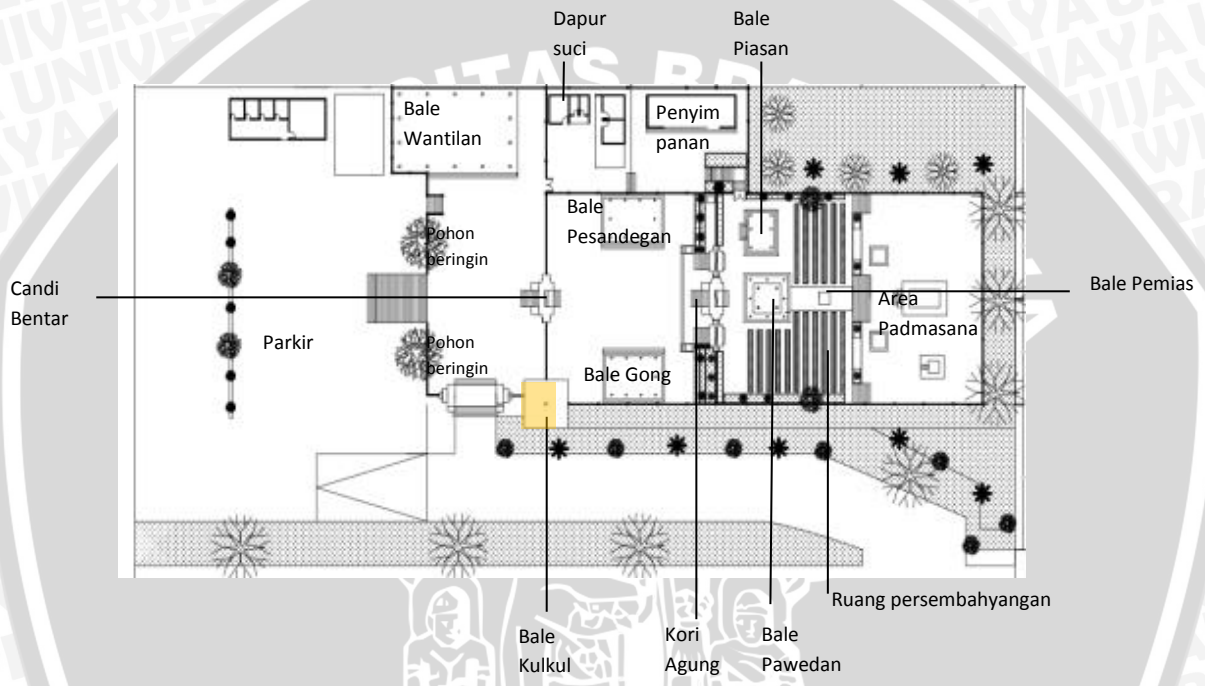 Dapur
suci
Bale
Piasan
Bale
Wantilan
Penyim
panan
Bale
Pesandegan
Pohon
beringin
Candi
Bentar
Bale Pemias
Area
Padmasana
Parkir
Pohon
beringin
Bale Gong
Ruang persembahyangan
Bale
Kulkul
Kori
Agung
Bale
Pawedan